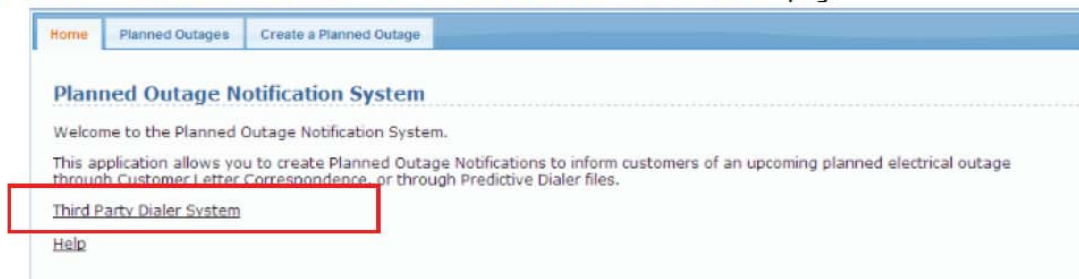 Home Planned Outages Create a Planned Outage
Planned Outage Notification System
Welcome to the Planned Outage Notification System.
This application allows you to create Planned Outage Notifications to inform customers of an upcoming planned electrical outage
through Customer Letter Correspondence, or through Predictive Dialer files.
Third Party Dialer System
Help